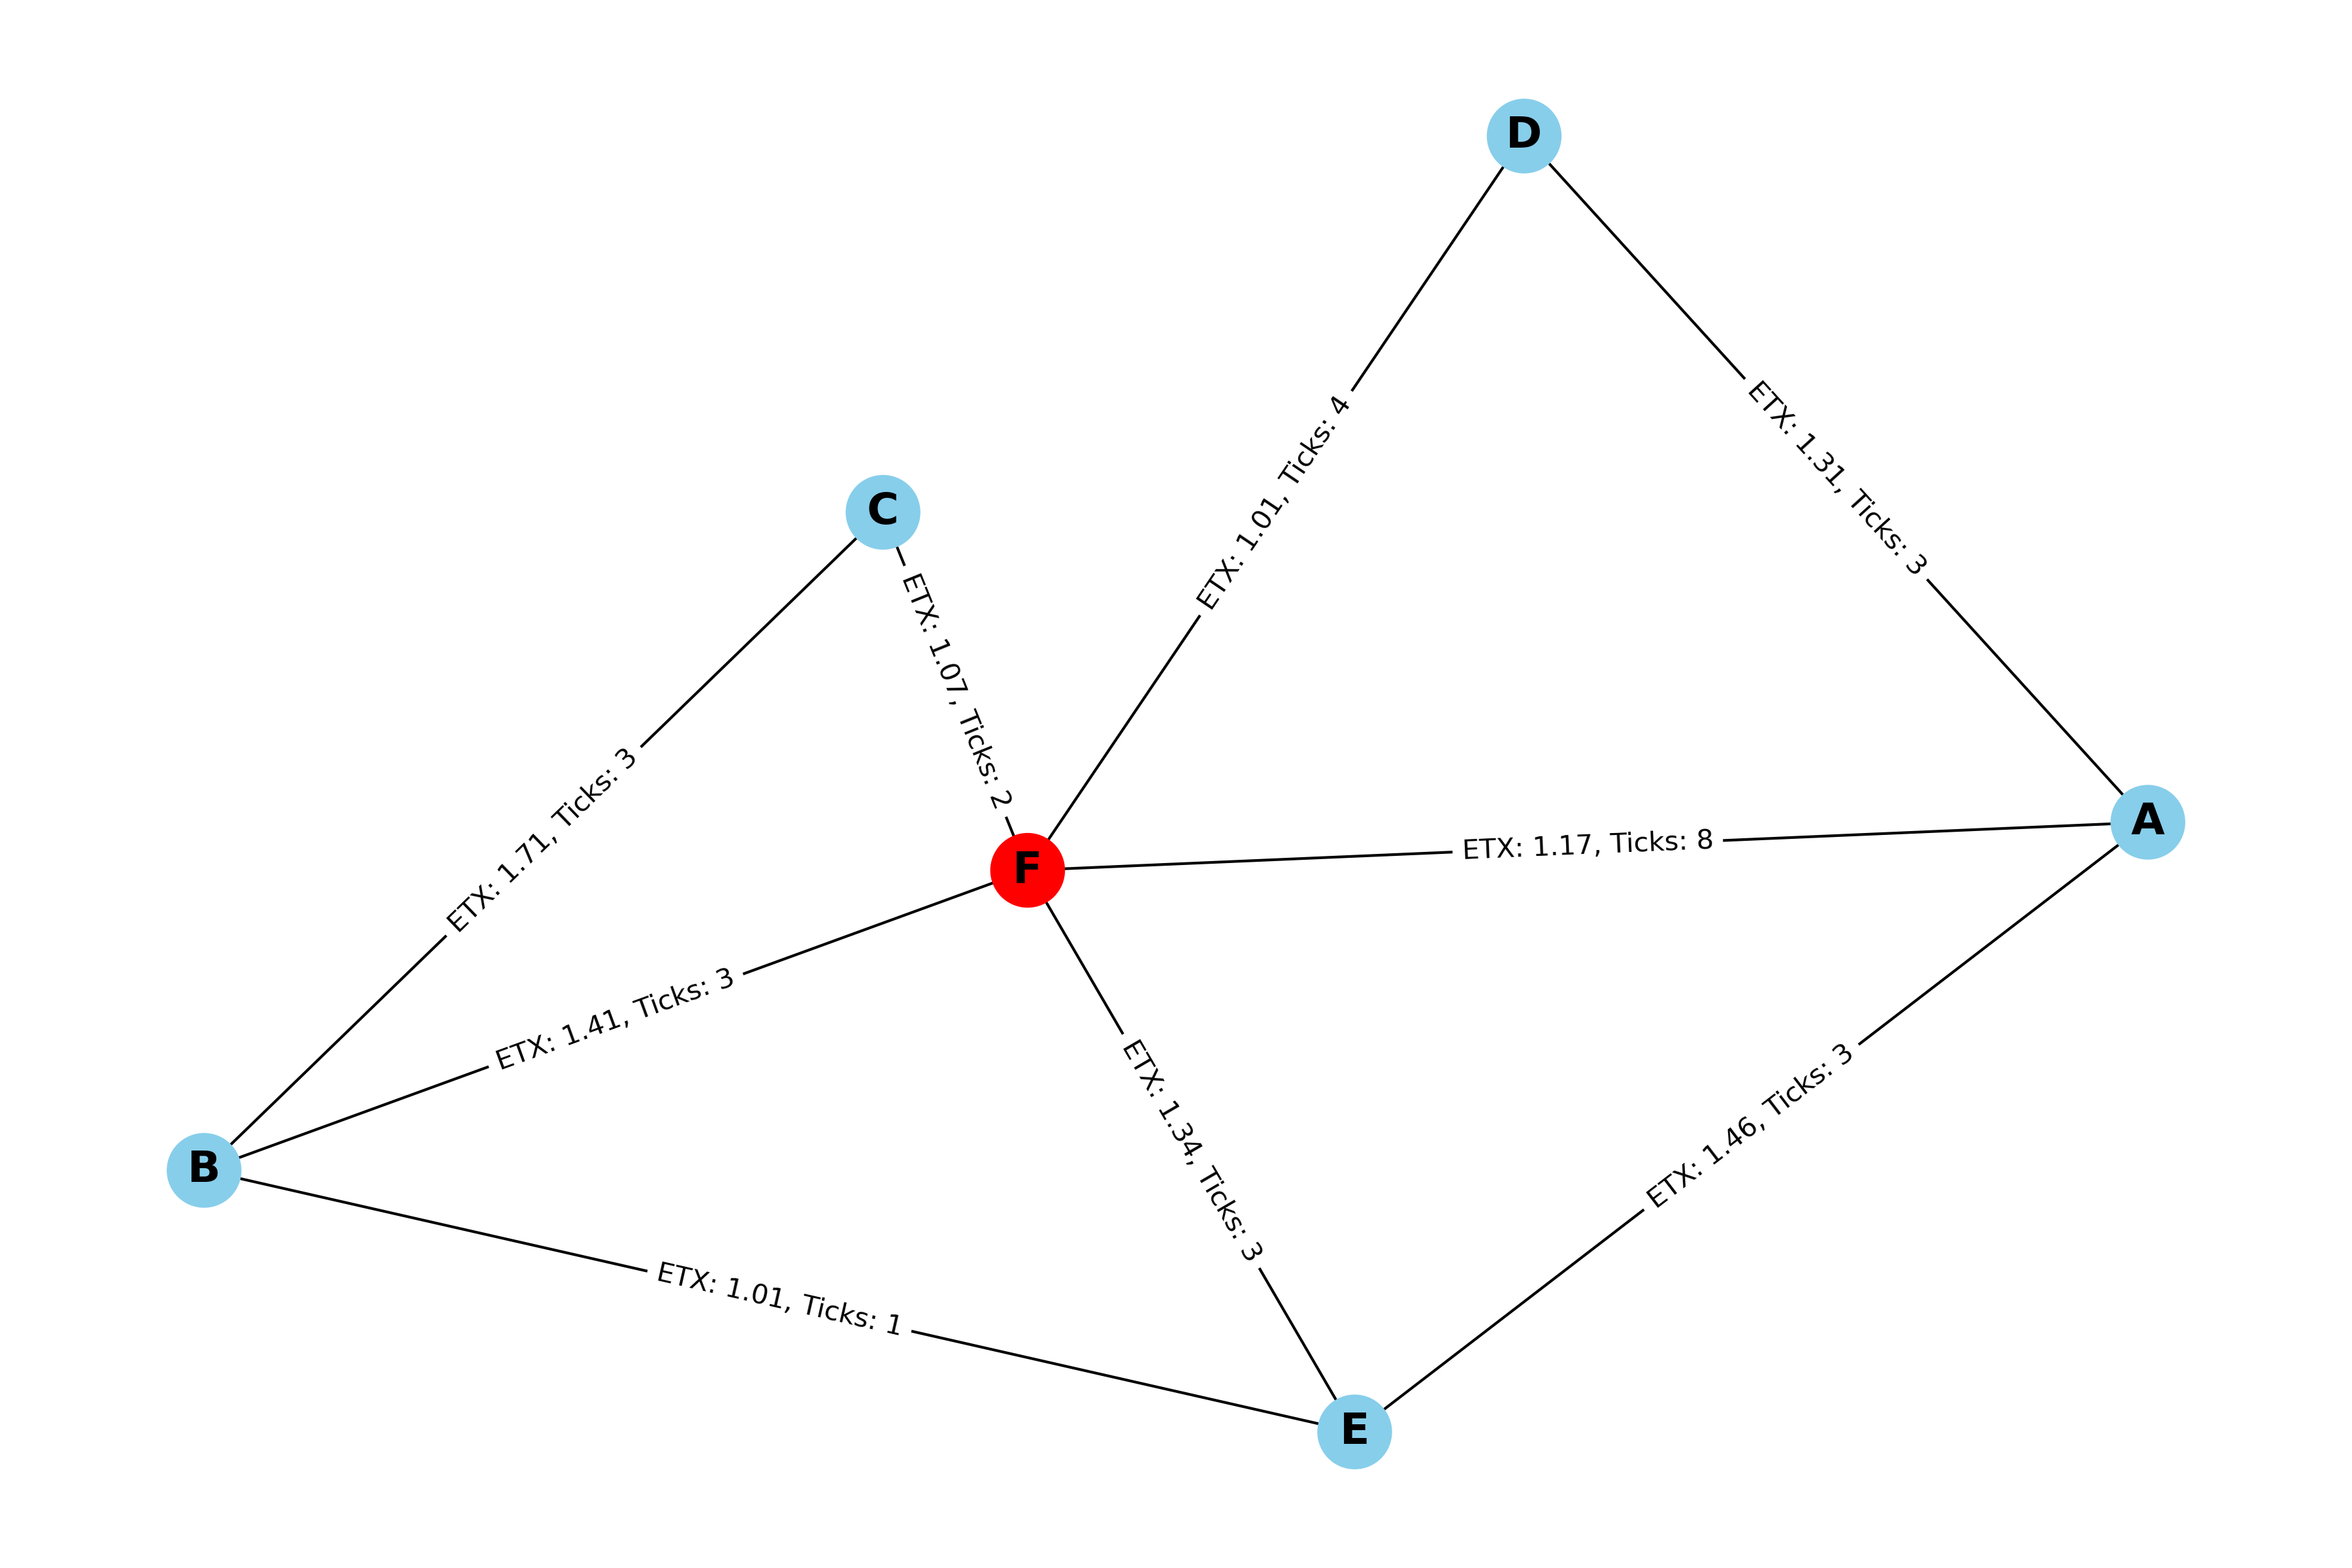 D
ETX: 1.31, Ticks: 3
ETX: 1.01, Ticks: 4
C
ETX: 1.07, Ticks: 2
ETX: 1.71, Ticks: 3
A
ETX: 1.17, Ticks: 8
F
ETX: 1.41, Ticks: 3
ETX: 1.34, Ticks: 3
ETX: 1.46, Ticks: 3
B
ETX: 1.01, Ticks: 1
E